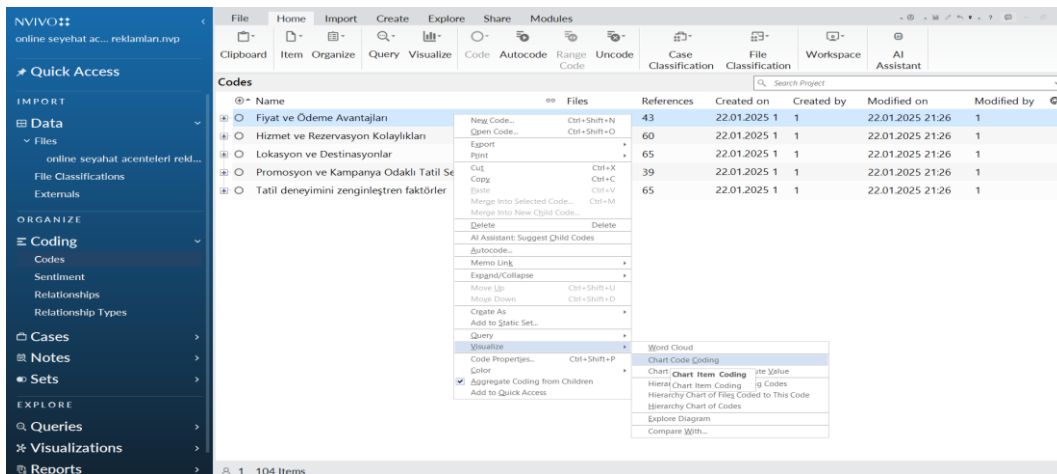 NVIVO
online seyehat ac... reklamları.nvp
Quick Access
IMPORT
Data
Files
online seyahat acenteleri rekl...
File Classifications
Externals
ORGANIZE
Coding
Codes
Sentiment
Relationships
Relationship Types
Cases
Notes
Sets
EXPLORE
Queries
Visualizations
Reports
File Home Import Create Explore Share Modules
Clipboard Item Organize Query Visualize Code Autocode Range Code Uncode Case Classification File Classification Workspace AI Assistant
Codes
Search Project
Name Files References Created on Created by Modified on Modified by
Fiyat ve Ödeme Avantajları 43 22.01.2025 1 1 22.01.2025 21:26 1
Hizmet ve Rezervasyon Kolaylıkları 60 22.01.2025 1 1 22.01.2025 21:26 1
Lokasyon ve Destinasyonlar 65 22.01.2025 1 1 22.01.2025 21:26 1
Promosyon ve Kampanya Odaklı Tatil Se 39 22.01.2025 1 1 22.01.2025 21:26 1
Tatil deneyimini zenginleştren faktörler 65 22.01.2025 1 1 22.01.2025 21:26 1
New Code... Ctrl+Shift+N
Open Code... Ctrl+Shift+O
Export
Print
Cut Ctrl+X
Copy Ctrl+C
Paste Ctrl+V
Merge Into Selected Code... Ctrl+M
Merge Into New Child Code...
Delete Delete
AI Assistant: Suggest Child Codes
Autocode...
Memo Link
Expand/Collapse
Move Up Ctrl+Shift+U
Move Down Ctrl+Shift+D
Create As
Add to Static Set...
Query
Visualize
Code Properties... Ctrl+Shift+P
Color
Aggregate Coding from Children
Add to Quick Access
Word Cloud
Chart Code Coding
Chart Value
Chart Item Coding
Chart Item Coding
g Codes
Hierarchy Chart of Files Coded to This Code
Hierarchy Chart of Codes
Explore Diagram
Compare With...
1 104 Items